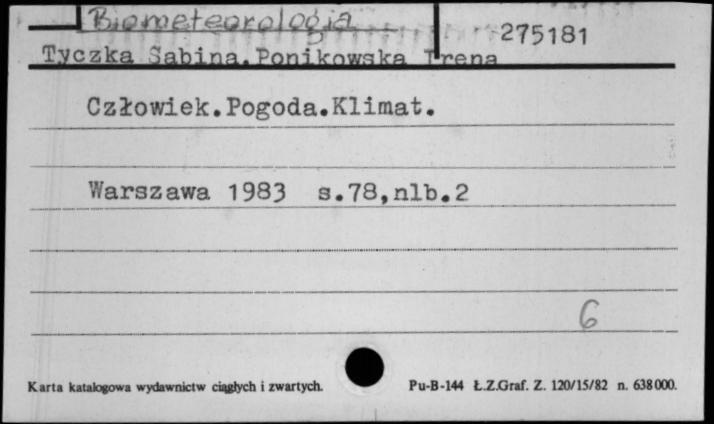 Biometeorologia
275181
Tyczka Sabina.Ponikowska Irena
Człowiek.Pogoda.Klimat.
Warszawa 1983 s.78,nlb.2
6
Karta katalogowa wydawnictw ciągłych i zwartych. Pu-B-144 Ł.Z.Graf. Z. 120/15/82 n. 638000.